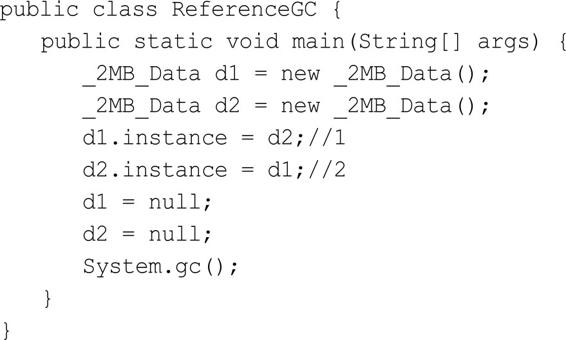 public class ReferenceGC {
    public static void main(String[] args) {
        _2MB_Data d1 = new _2MB_Data();
        _2MB_Data d2 = new _2MB_Data();
        d1.instance = d2;//1
        d2.instance = d1;//2
        d1 = null;
        d2 = null;
        System.gc();
    }
}